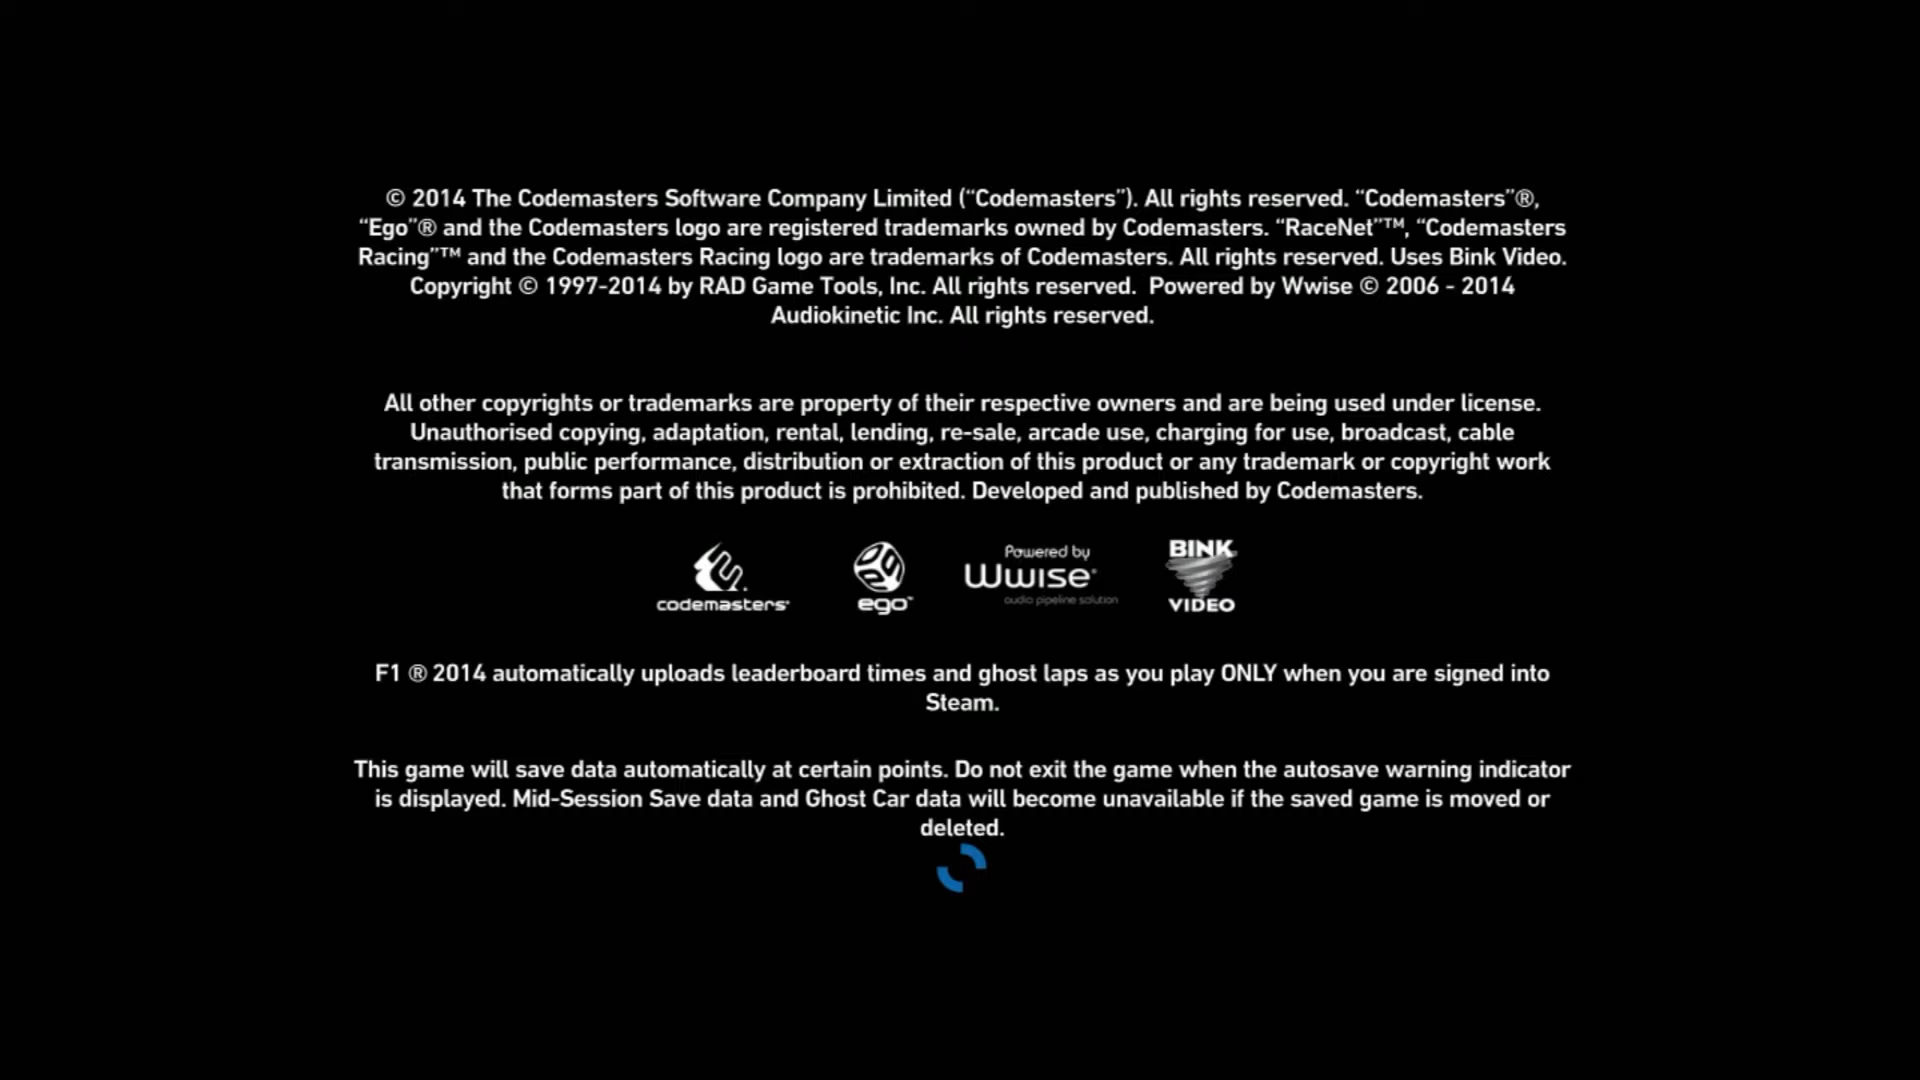 © 2014 The Codemasters Software Company Limited (“Codemasters”). All rights reserved. “Codemasters”®,
“Ego”® and the Codemasters logo are registered trademarks owned by Codemasters. “RaceNet”™, “Codemasters
Racing”™ and the Codemasters Racing logo are trademarks of Codemasters. All rights reserved. Uses Bink Video.
Copyright © 1997-2014 by RAD Game Tools, Inc. All rights reserved.  Powered by Wwise © 2006 - 2014
Audiokinetic Inc. All rights reserved.
All other copyrights or trademarks are property of their respective owners and are being used under license.
Unauthorised copying, adaptation, rental, lending, re-sale, arcade use, charging for use, broadcast, cable
transmission, public performance, distribution or extraction of this product or any trademark or copyright work
that forms part of this product is prohibited. Developed and published by Codemasters.
codemasters®
ego™
Powered by
Wwise®
audio pipeline solution
BINK
VIDEO
F1 ® 2014 automatically uploads leaderboard times and ghost laps as you play ONLY when you are signed into
Steam.
This game will save data automatically at certain points. Do not exit the game when the autosave warning indicator
is displayed. Mid-Session Save data and Ghost Car data will become unavailable if the saved game is moved or
deleted.